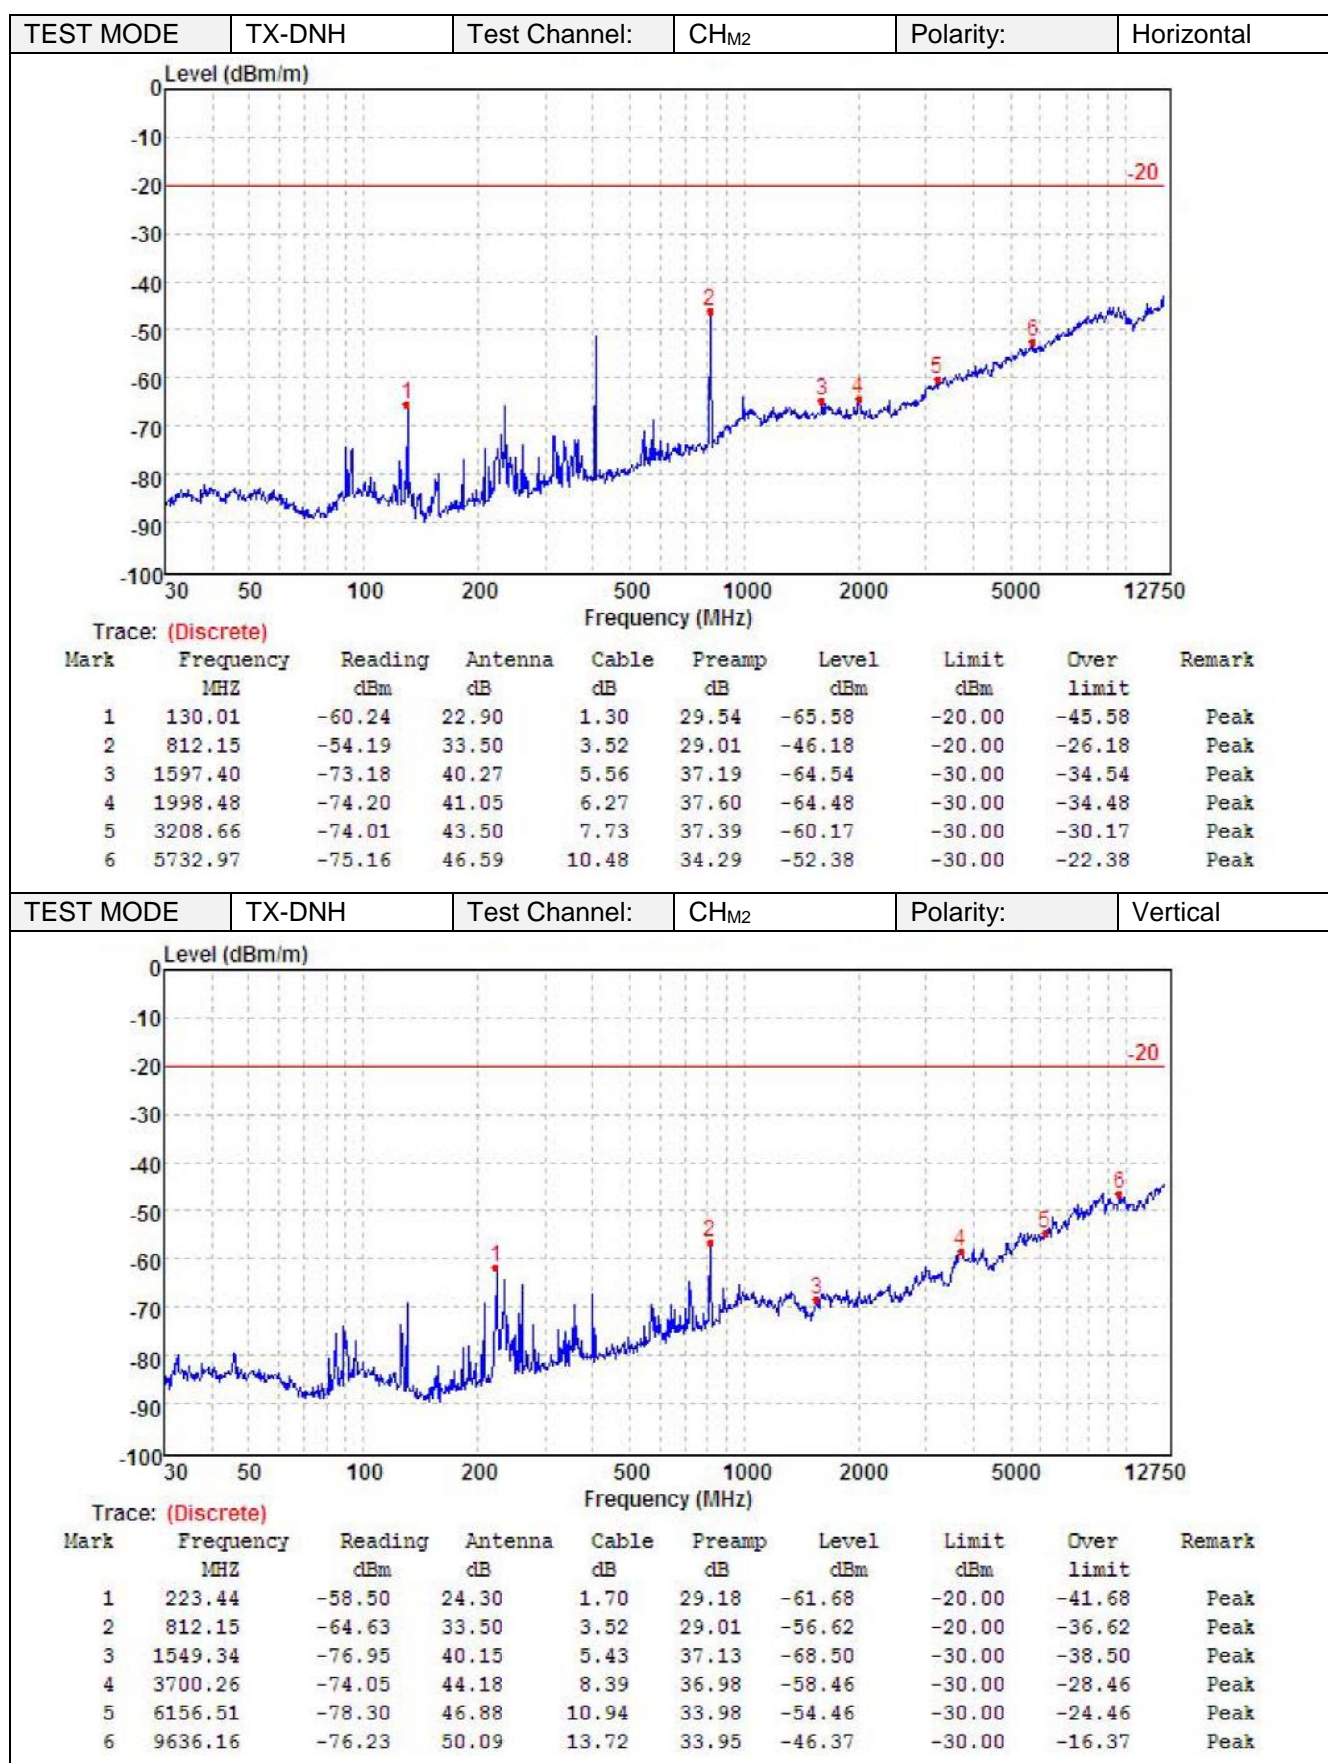 TEST MODE TX-DNH Test Channel: CHM2 Polarity: Horizontal
Level (dBm/m)
0
-10
-20
-20
-30
-40
2
-50
6
-60
5
1
3 4
-70
-80
-90
-100
30 50 100 200 500 1000 2000 5000 12750
Frequency (MHz)
Trace: (Discrete)
Mark Frequency Reading Antenna Cable Preamp Level Limit Over Remark
MHZ dBm dB dB dB dBm dBm limit
1 130.01 -60.24 22.90 1.30 29.54 -65.58 -20.00 -45.58 Peak
2 812.15 -54.19 33.50 3.52 29.01 -46.18 -20.00 -26.18 Peak
3 1597.40 -73.18 40.27 5.56 37.19 -64.54 -30.00 -34.54 Peak
4 1998.48 -74.20 41.05 6.27 37.60 -64.48 -30.00 -34.48 Peak
5 3208.66 -74.01 43.50 7.73 37.39 -60.17 -30.00 -30.17 Peak
6 5732.97 -75.16 46.59 10.48 34.29 -52.38 -30.00 -22.38 Peak
TEST MODE TX-DNH Test Channel: CHM2 Polarity: Vertical
Level (dBm/m)
0
-10
-20
-20
-30
-40
6
-50
5
2
4
1
-60
3
-70
-80
-90
-100
30 50 100 200 500 1000 2000 5000 12750
Frequency (MHz)
Trace: (Discrete)
Mark Frequency Reading Antenna Cable Preamp Level Limit Over Remark
MHZ dBm dB dB dB dBm dBm limit
1 223.44 -58.50 24.30 1.70 29.18 -61.68 -20.00 -41.68 Peak
2 812.15 -64.63 33.50 3.52 29.01 -56.62 -20.00 -36.62 Peak
3 1549.34 -76.95 40.15 5.43 37.13 -68.50 -30.00 -38.50 Peak
4 3700.26 -74.05 44.18 8.39 36.98 -58.46 -30.00 -28.46 Peak
5 6156.51 -78.30 46.88 10.94 33.98 -54.46 -30.00 -24.46 Peak
6 9636.16 -76.23 50.09 13.72 33.95 -46.37 -30.00 -16.37 Peak